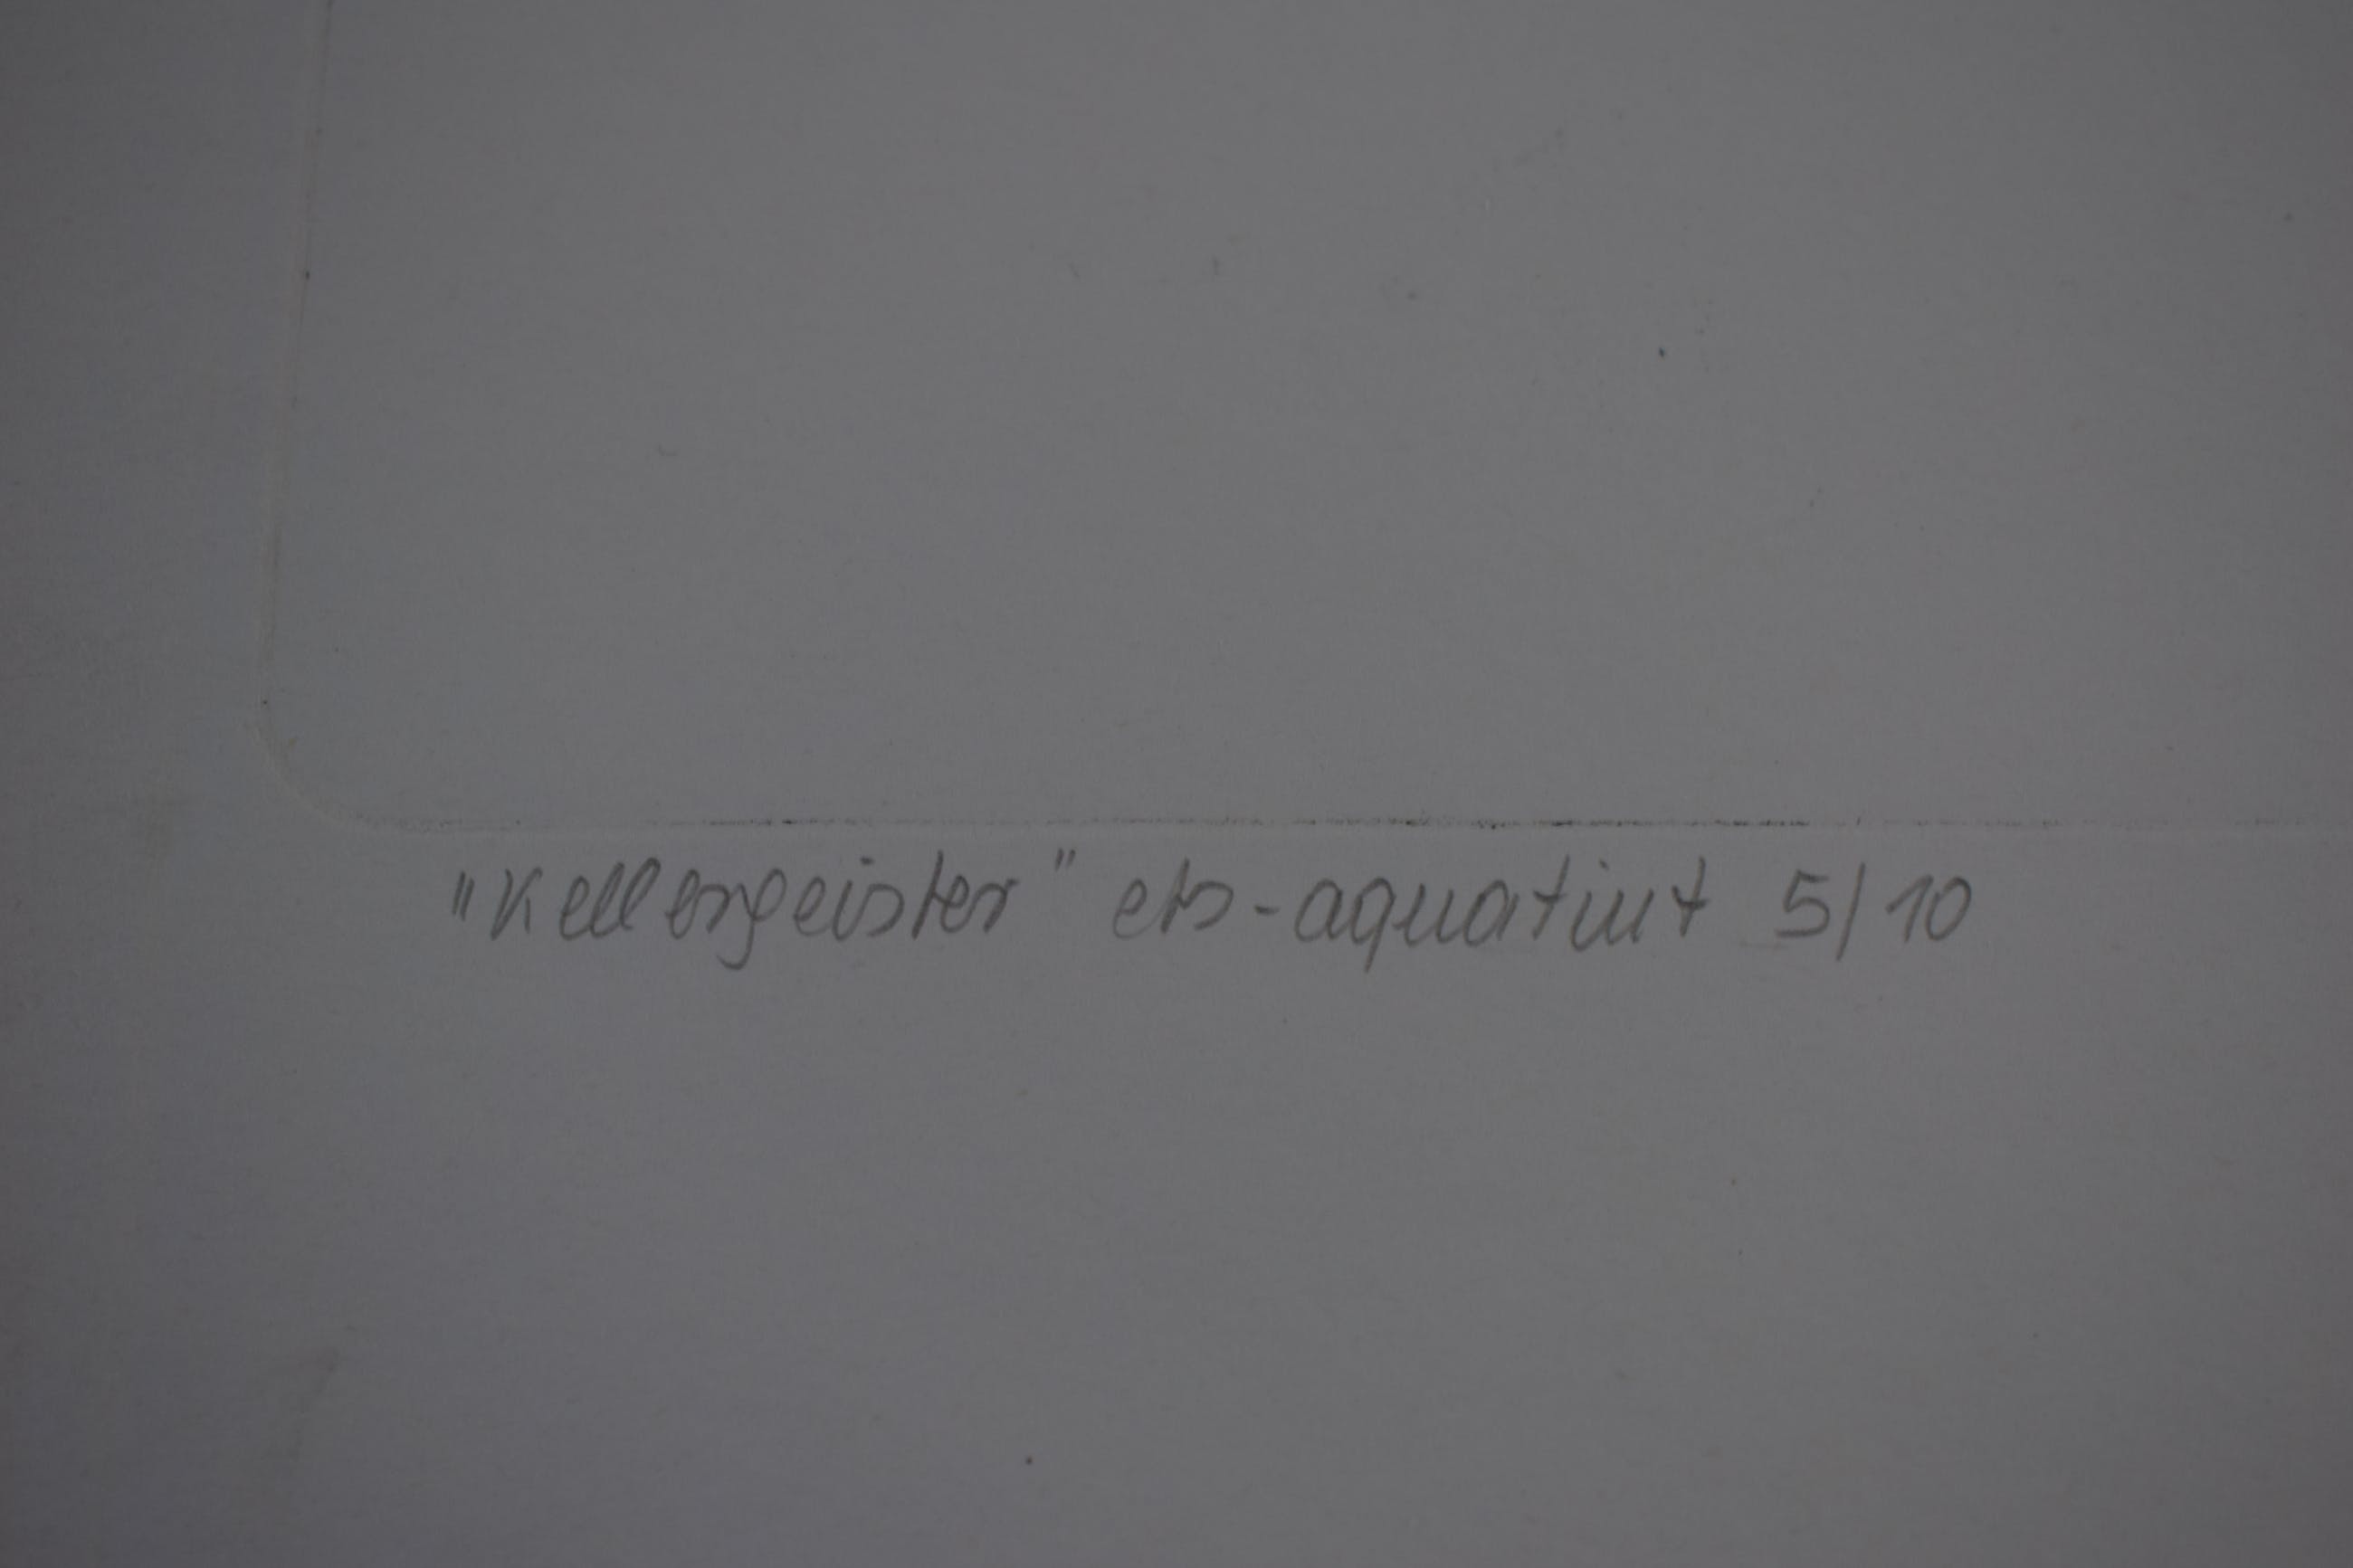 „Kellergeister" ets-aquatint 5/10